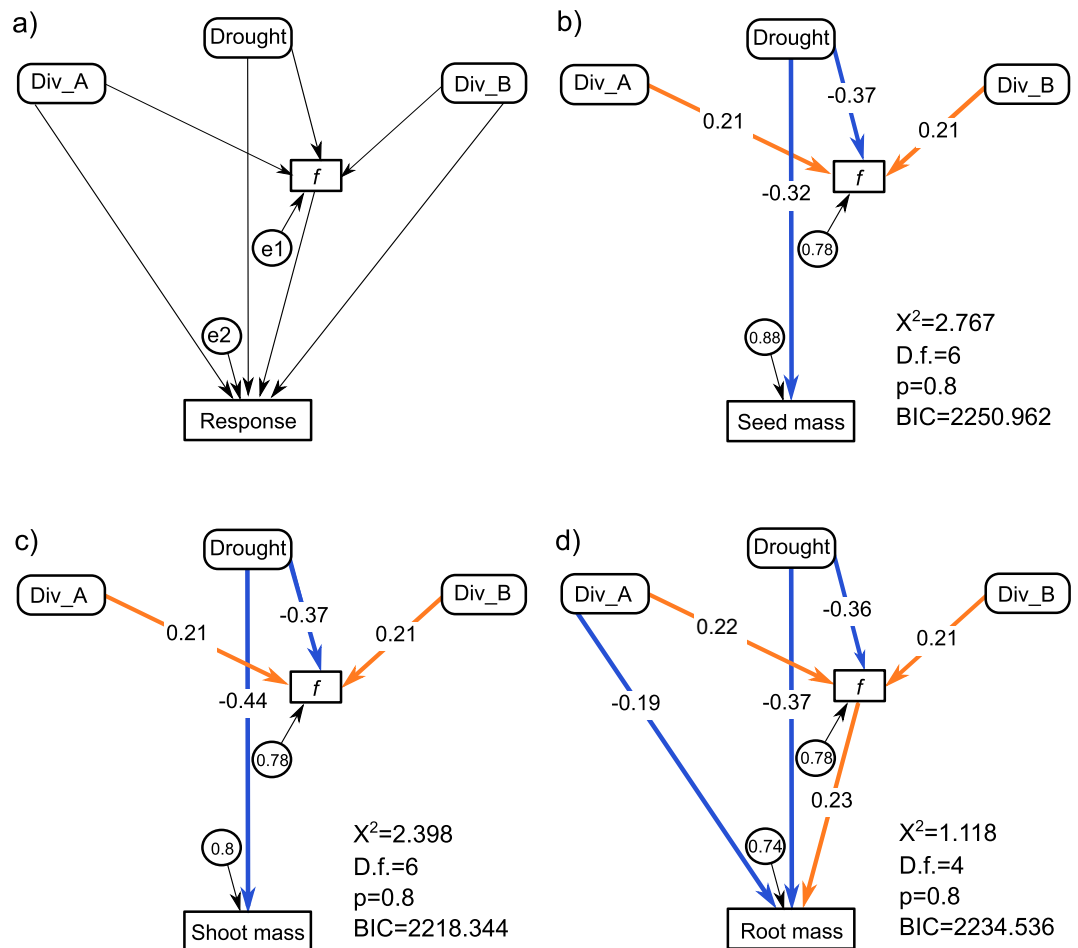 a)
Drought
Div_A
Div_B
f
e1
e2
Response
b)
Drought
Div_A
Div_B
-0.37
0.21
0.21
f
-0.32
0.78
0.88
X²=2.767
D.f.=6
p=0.8
BIC=2250.962
Seed mass
c)
Drought
Div_A
Div_B
-0.37
0.21
0.21
f
-0.44
0.78
0.8
X²=2.398
D.f.=6
p=0.8
BIC=2218.344
Shoot mass
d)
Drought
Div_A
Div_B
-0.36
0.22
0.21
f
-0.19
-0.37
0.78
0.23
0.74
X²=1.118
D.f.=4
p=0.8
BIC=2234.536
Root mass